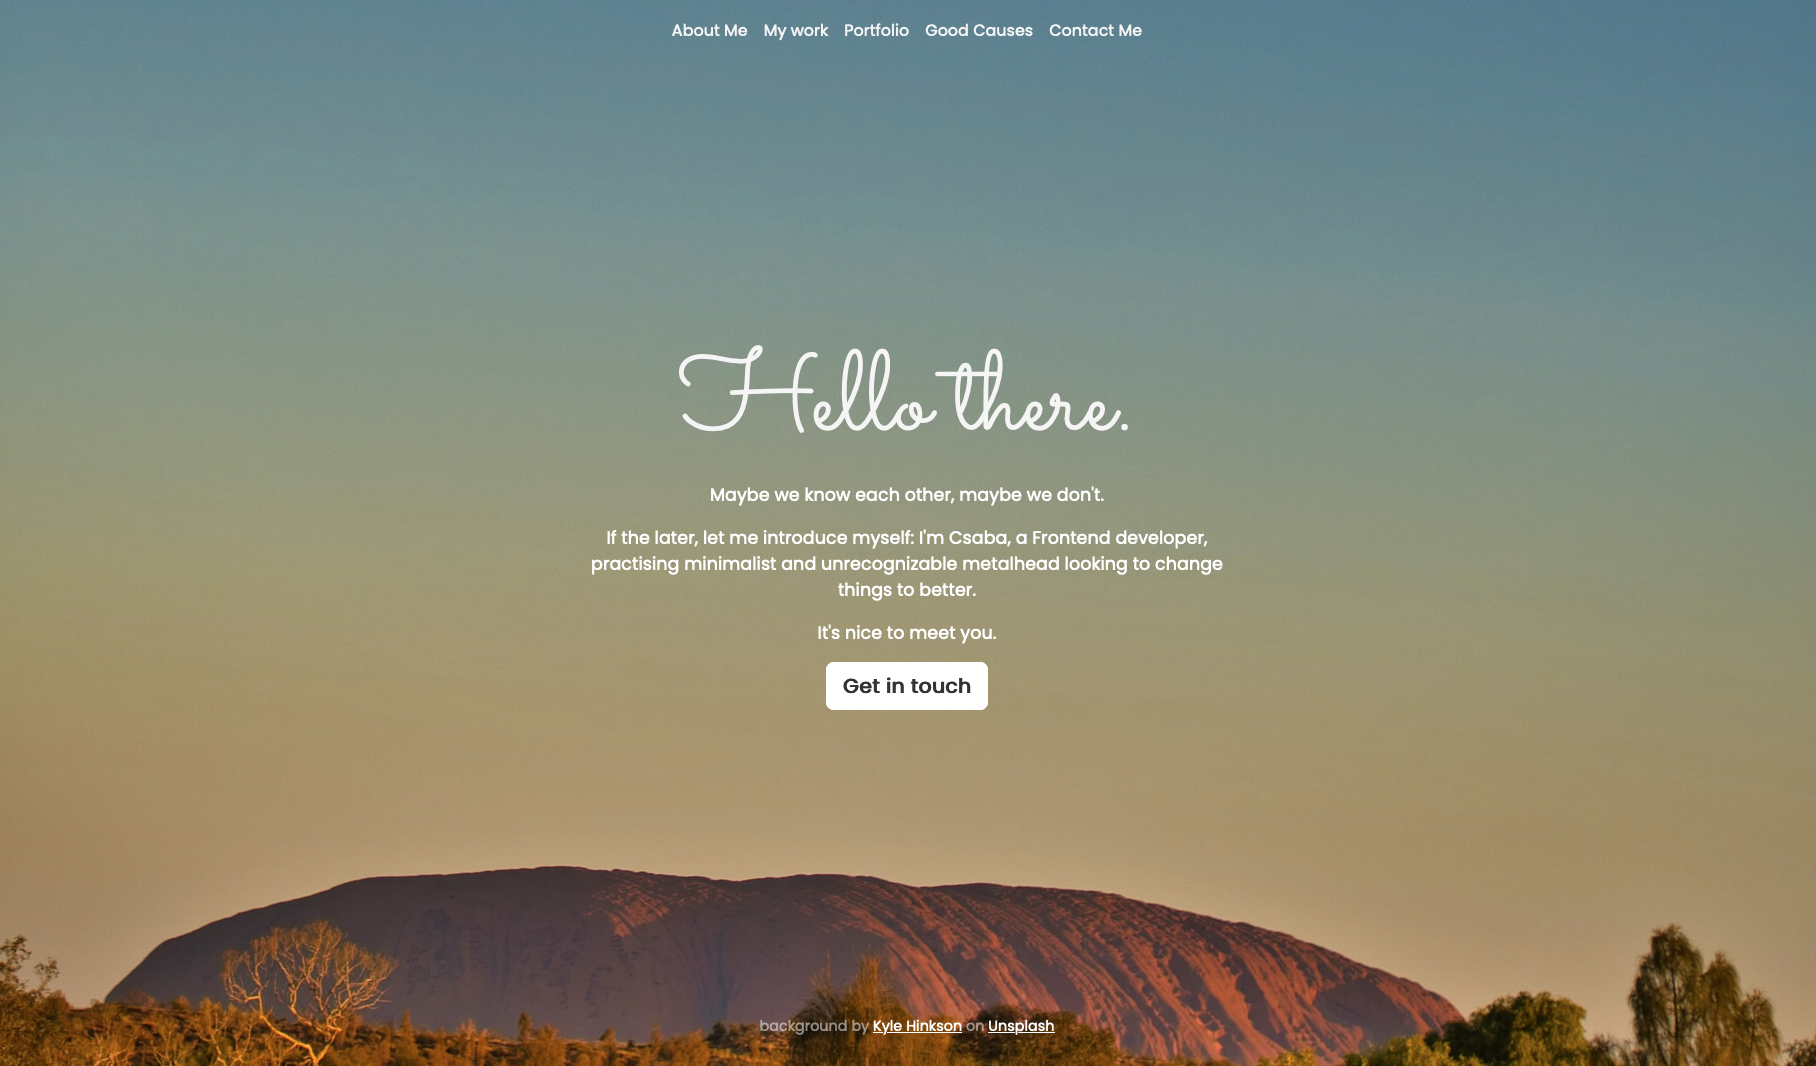 About Me My work Portfolio Good Causes Contact Me
Hello there.
Maybe we know each other, maybe we don't.
If the later, let me introduce myself: I'm Csaba, a Frontend developer,
practising minimalist and unrecognizable metalhead looking to change
things to better.
It's nice to meet you.
Get in touch
background by Kyle Hinkson on Unsplash